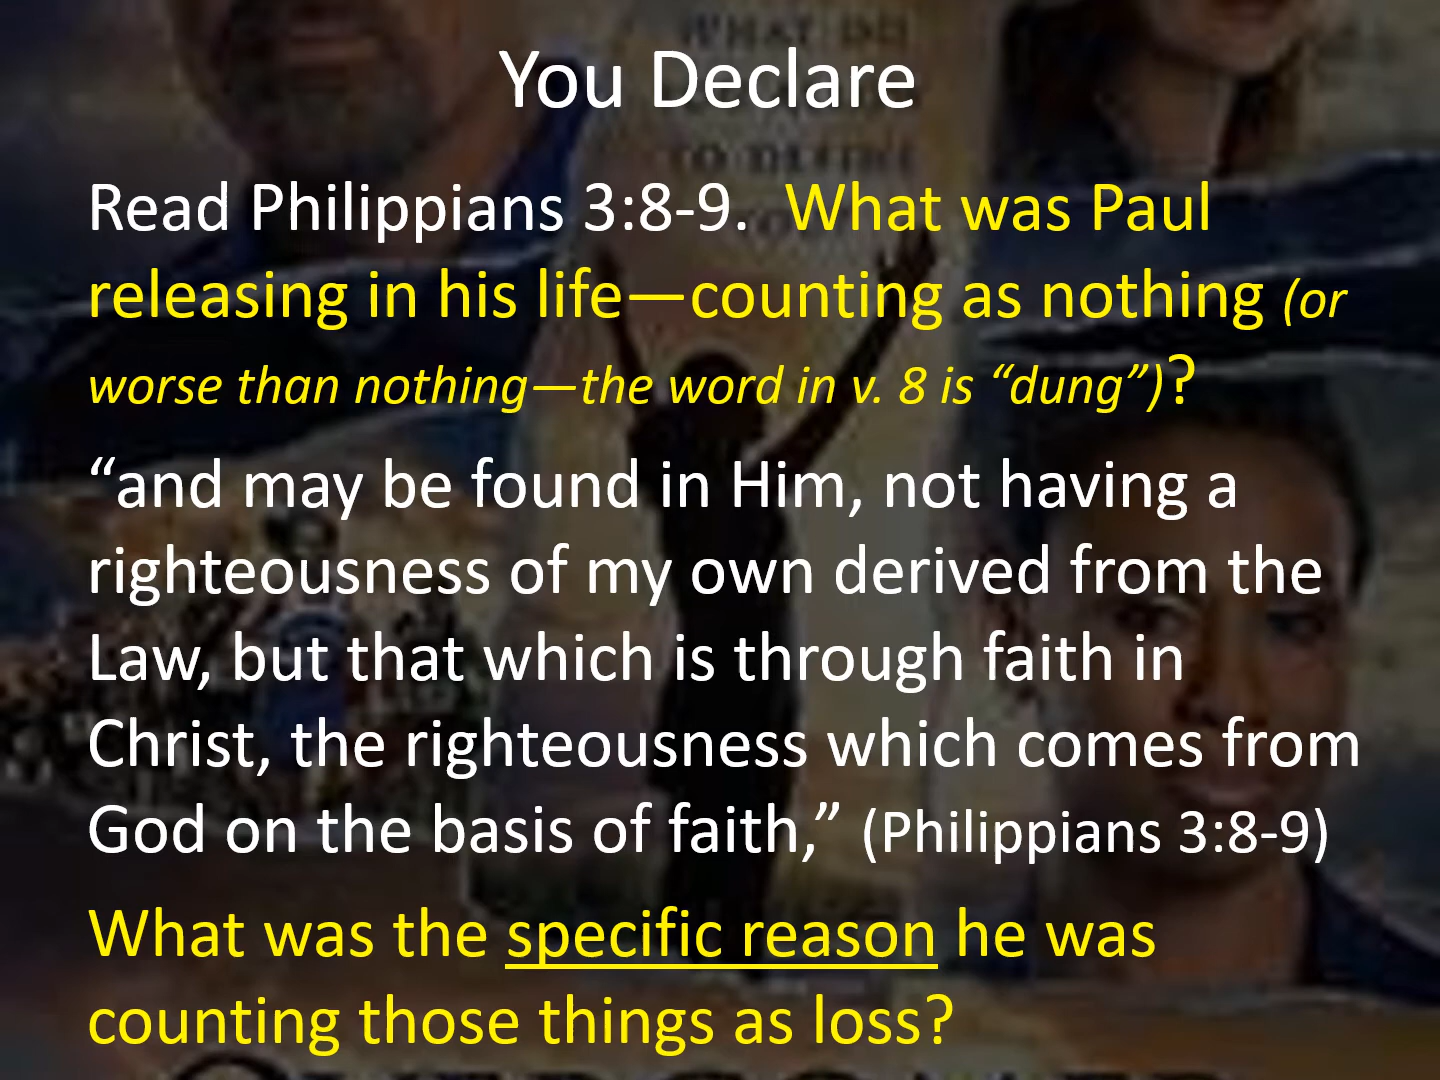 WHAT DO
You Declare
TO DEFINE
Read Philippians 3:8-9.  What was Paul
releasing in his life—counting as nothing (or
worse than nothing—the word in v. 8 is “dung”)?
“and may be found in Him, not having a
righteousness of my own derived from the
Law, but that which is through faith in
Christ, the righteousness which comes from
God on the basis of faith,” (Philippians 3:8-9)
What was the specific reason he was
counting those things as loss?